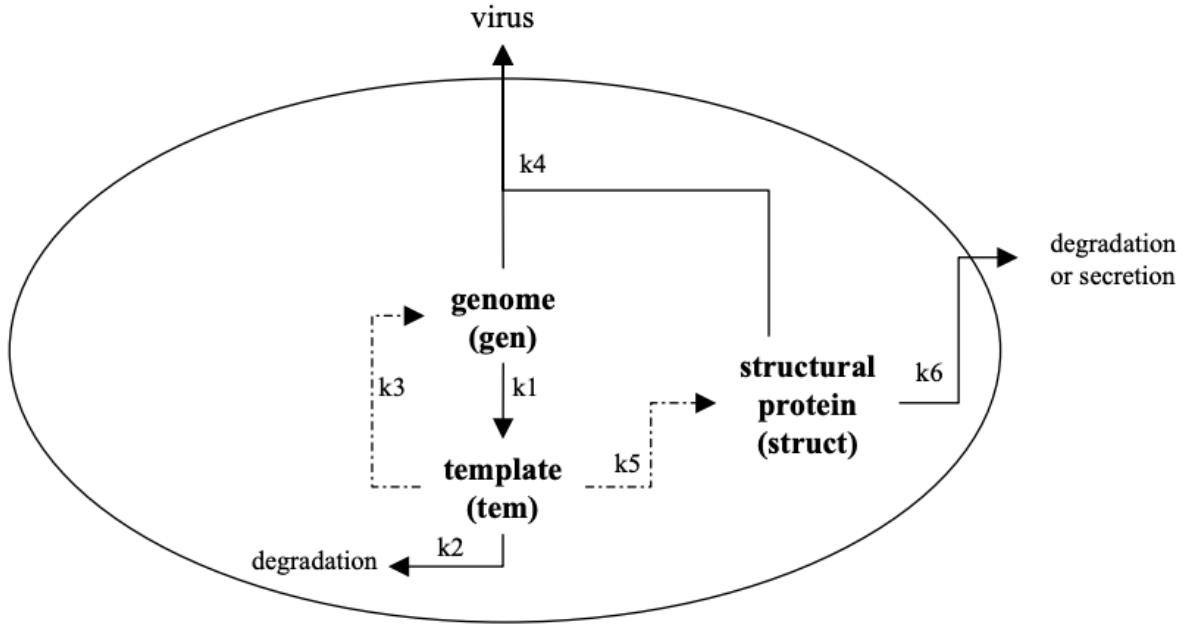 virus
k4
degradation
or secretion
genome
(gen)
k3
k1
structural
protein
(struct)
k6
template
(tem)
k5
k2
degradation